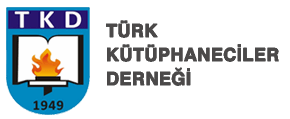 TKD
1949
TÜRK
KÜTÜPHANECİLER
DERNEĞİ